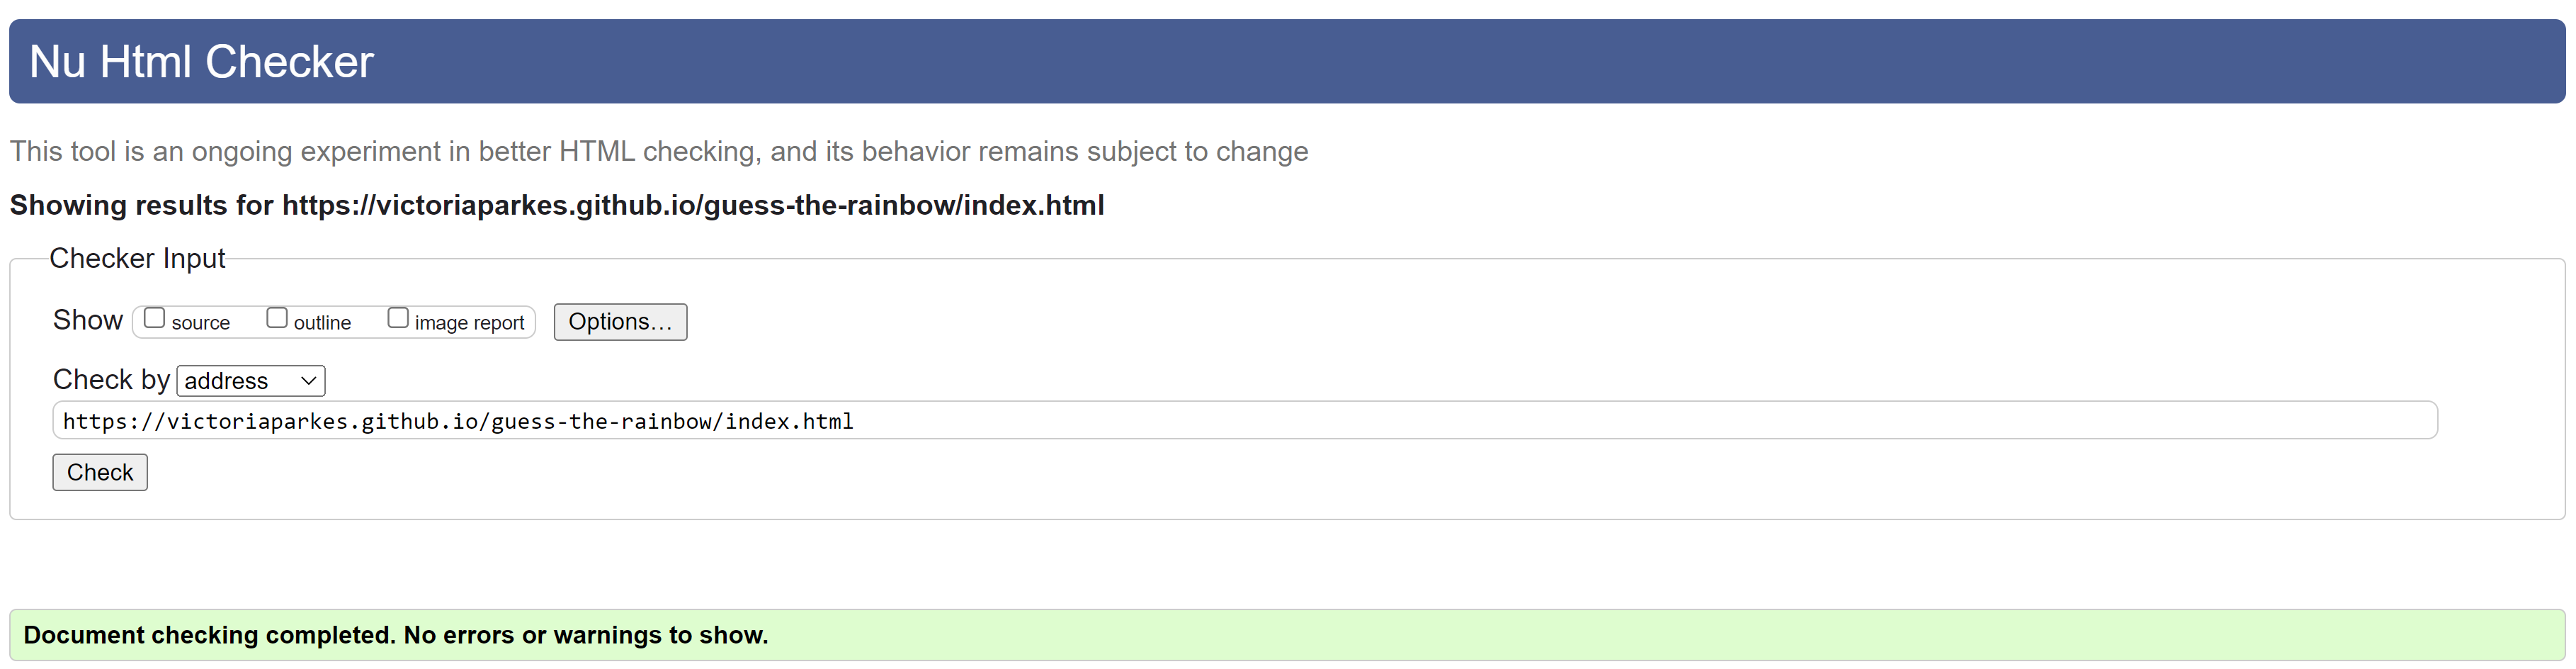 Nu Html Checker
This tool is an ongoing experiment in better HTML checking, and its behavior remains subject to change
Showing results for https://victoriaparkes.github.io/guess-the-rainbow/index.html
Checker Input
Show source outline image report Options...
Check by address
https://victoriaparkes.github.io/guess-the-rainbow/index.html
Check
Document checking completed. No errors or warnings to show.